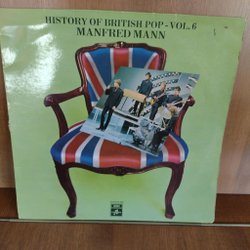 HISTORY OF BRITISH POP - VOL. 6
MANFRED MANN